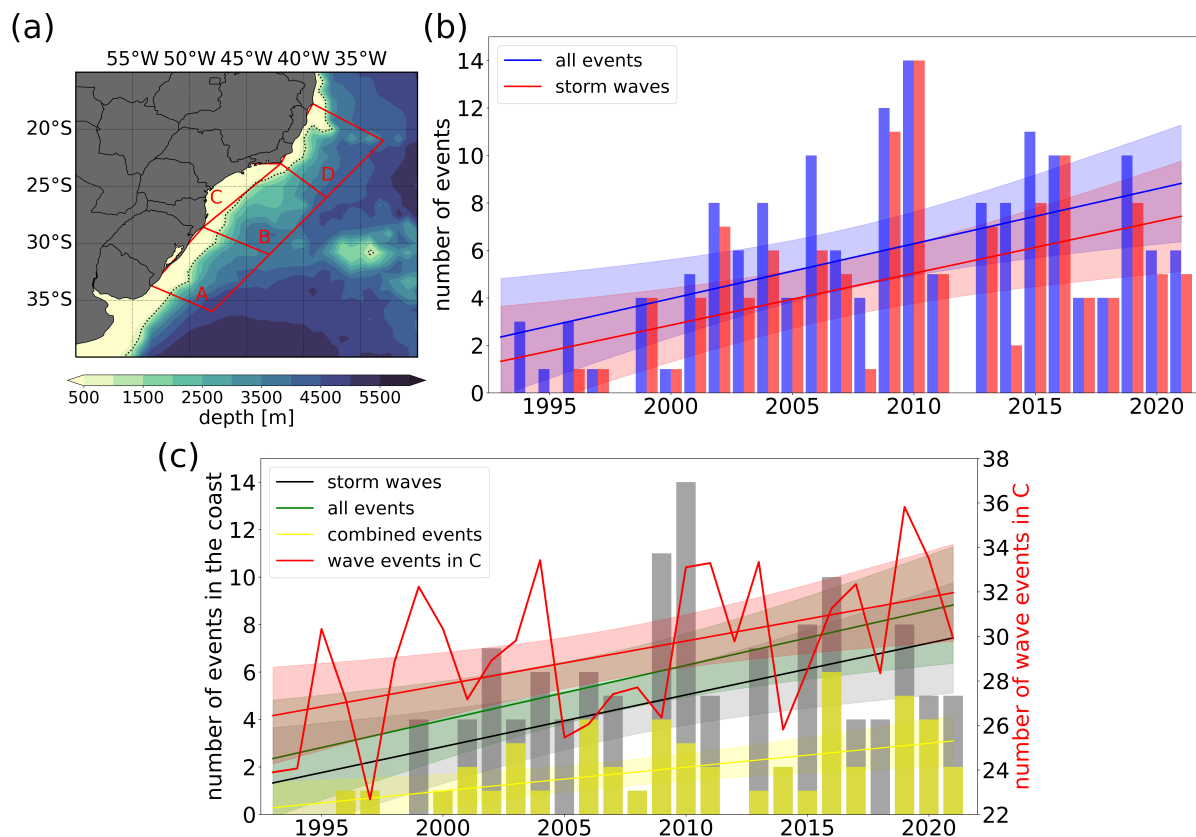 (a)
55°W 50°W 45°W 40°W 35°W
20°S
25°S
30°S
35°S
D
C
B
A
500 1500 2500 3500 4500 5500
depth [m]
(b)
number of events
14
12
10
8
6
4
2
0
all events
storm waves
1995 2000 2005 2010 2015 2020
(c)
number of events in the coast
14
12
10
8
6
4
2
0
storm waves
all events
combined events
wave events in C
38
36
34
32
30
28
26
24
22
number of wave events in C
1995 2000 2005 2010 2015 2020